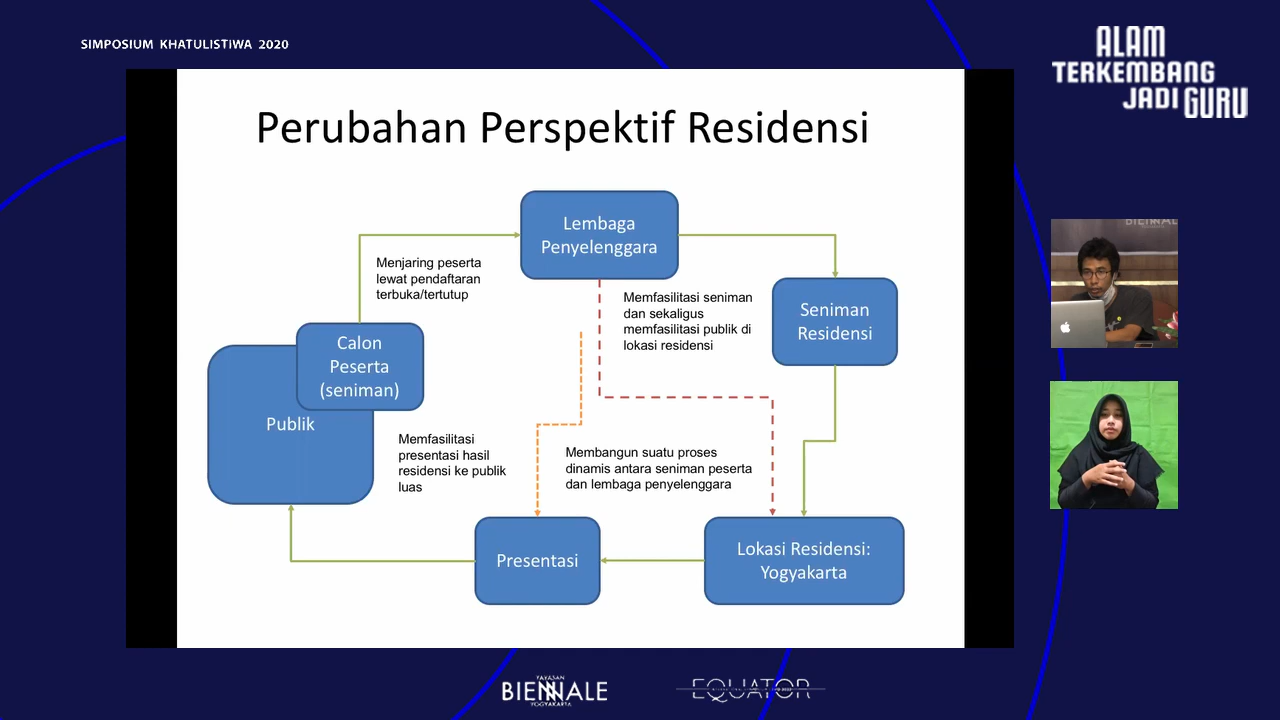 SIMPOSIUM KHATULISTIWA 2020
ALAM
TERKEMBANG
JADI GURU
Perubahan Perspektif Residensi
Lembaga
Penyelenggara
Menjaring peserta
lewat pendaftaran
terbuka/tertutup
Memfasilitasi seniman
dan sekaligus
memfasilitasi publik di
lokasi residensi
Seniman
Residensi
Calon
Peserta
(seniman)
Publik
Memfasilitasi
presentasi hasil
residensi ke publik
luas
Membangun suatu proses
dinamis antara seniman peserta
dan lembaga penyelenggara
Presentasi
Lokasi Residensi:
Yogyakarta
YAYASAN
BIENNALE
YOGYAKARTA
EQUATOR